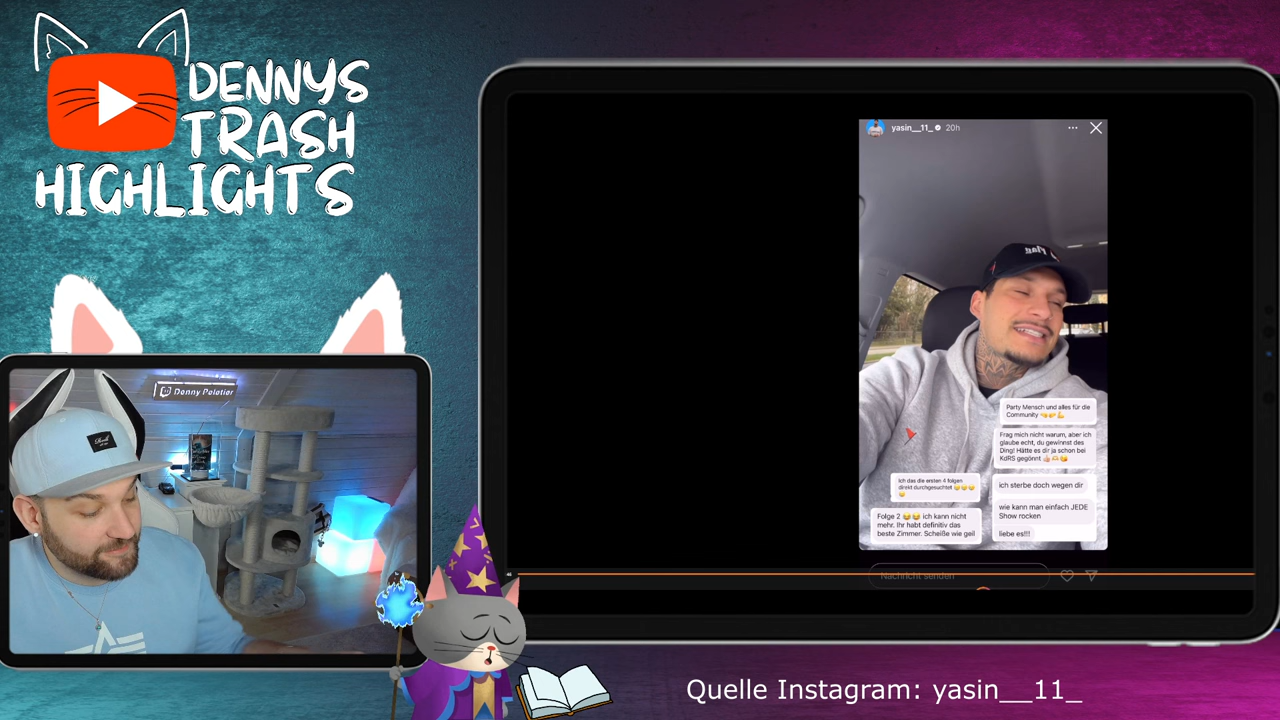 DENNYS
TRASH
HIGHLIGHTS
Denny Peletier
yasin__11_ 20h
Party Mensch und alles für die
Community 🤜🤛💪
Frag mich nicht warum, aber ich
glaube echt, du gewinnst des
Ding! Hätte es dir ja schon bei
KdRS gegönnt
ich sterbe doch wegen dir
wie kann man einfach JEDE
Show rocken
liebe es!!!
Ich das die ersten 4 folgen
direkt durchgesuchtet
Folge 2 😂😂 ich kann nicht
mehr. Ihr habt definitiv das
beste Zimmer. Scheiße wie geil
Nachricht senden
Quelle Instagram: yasin__11_